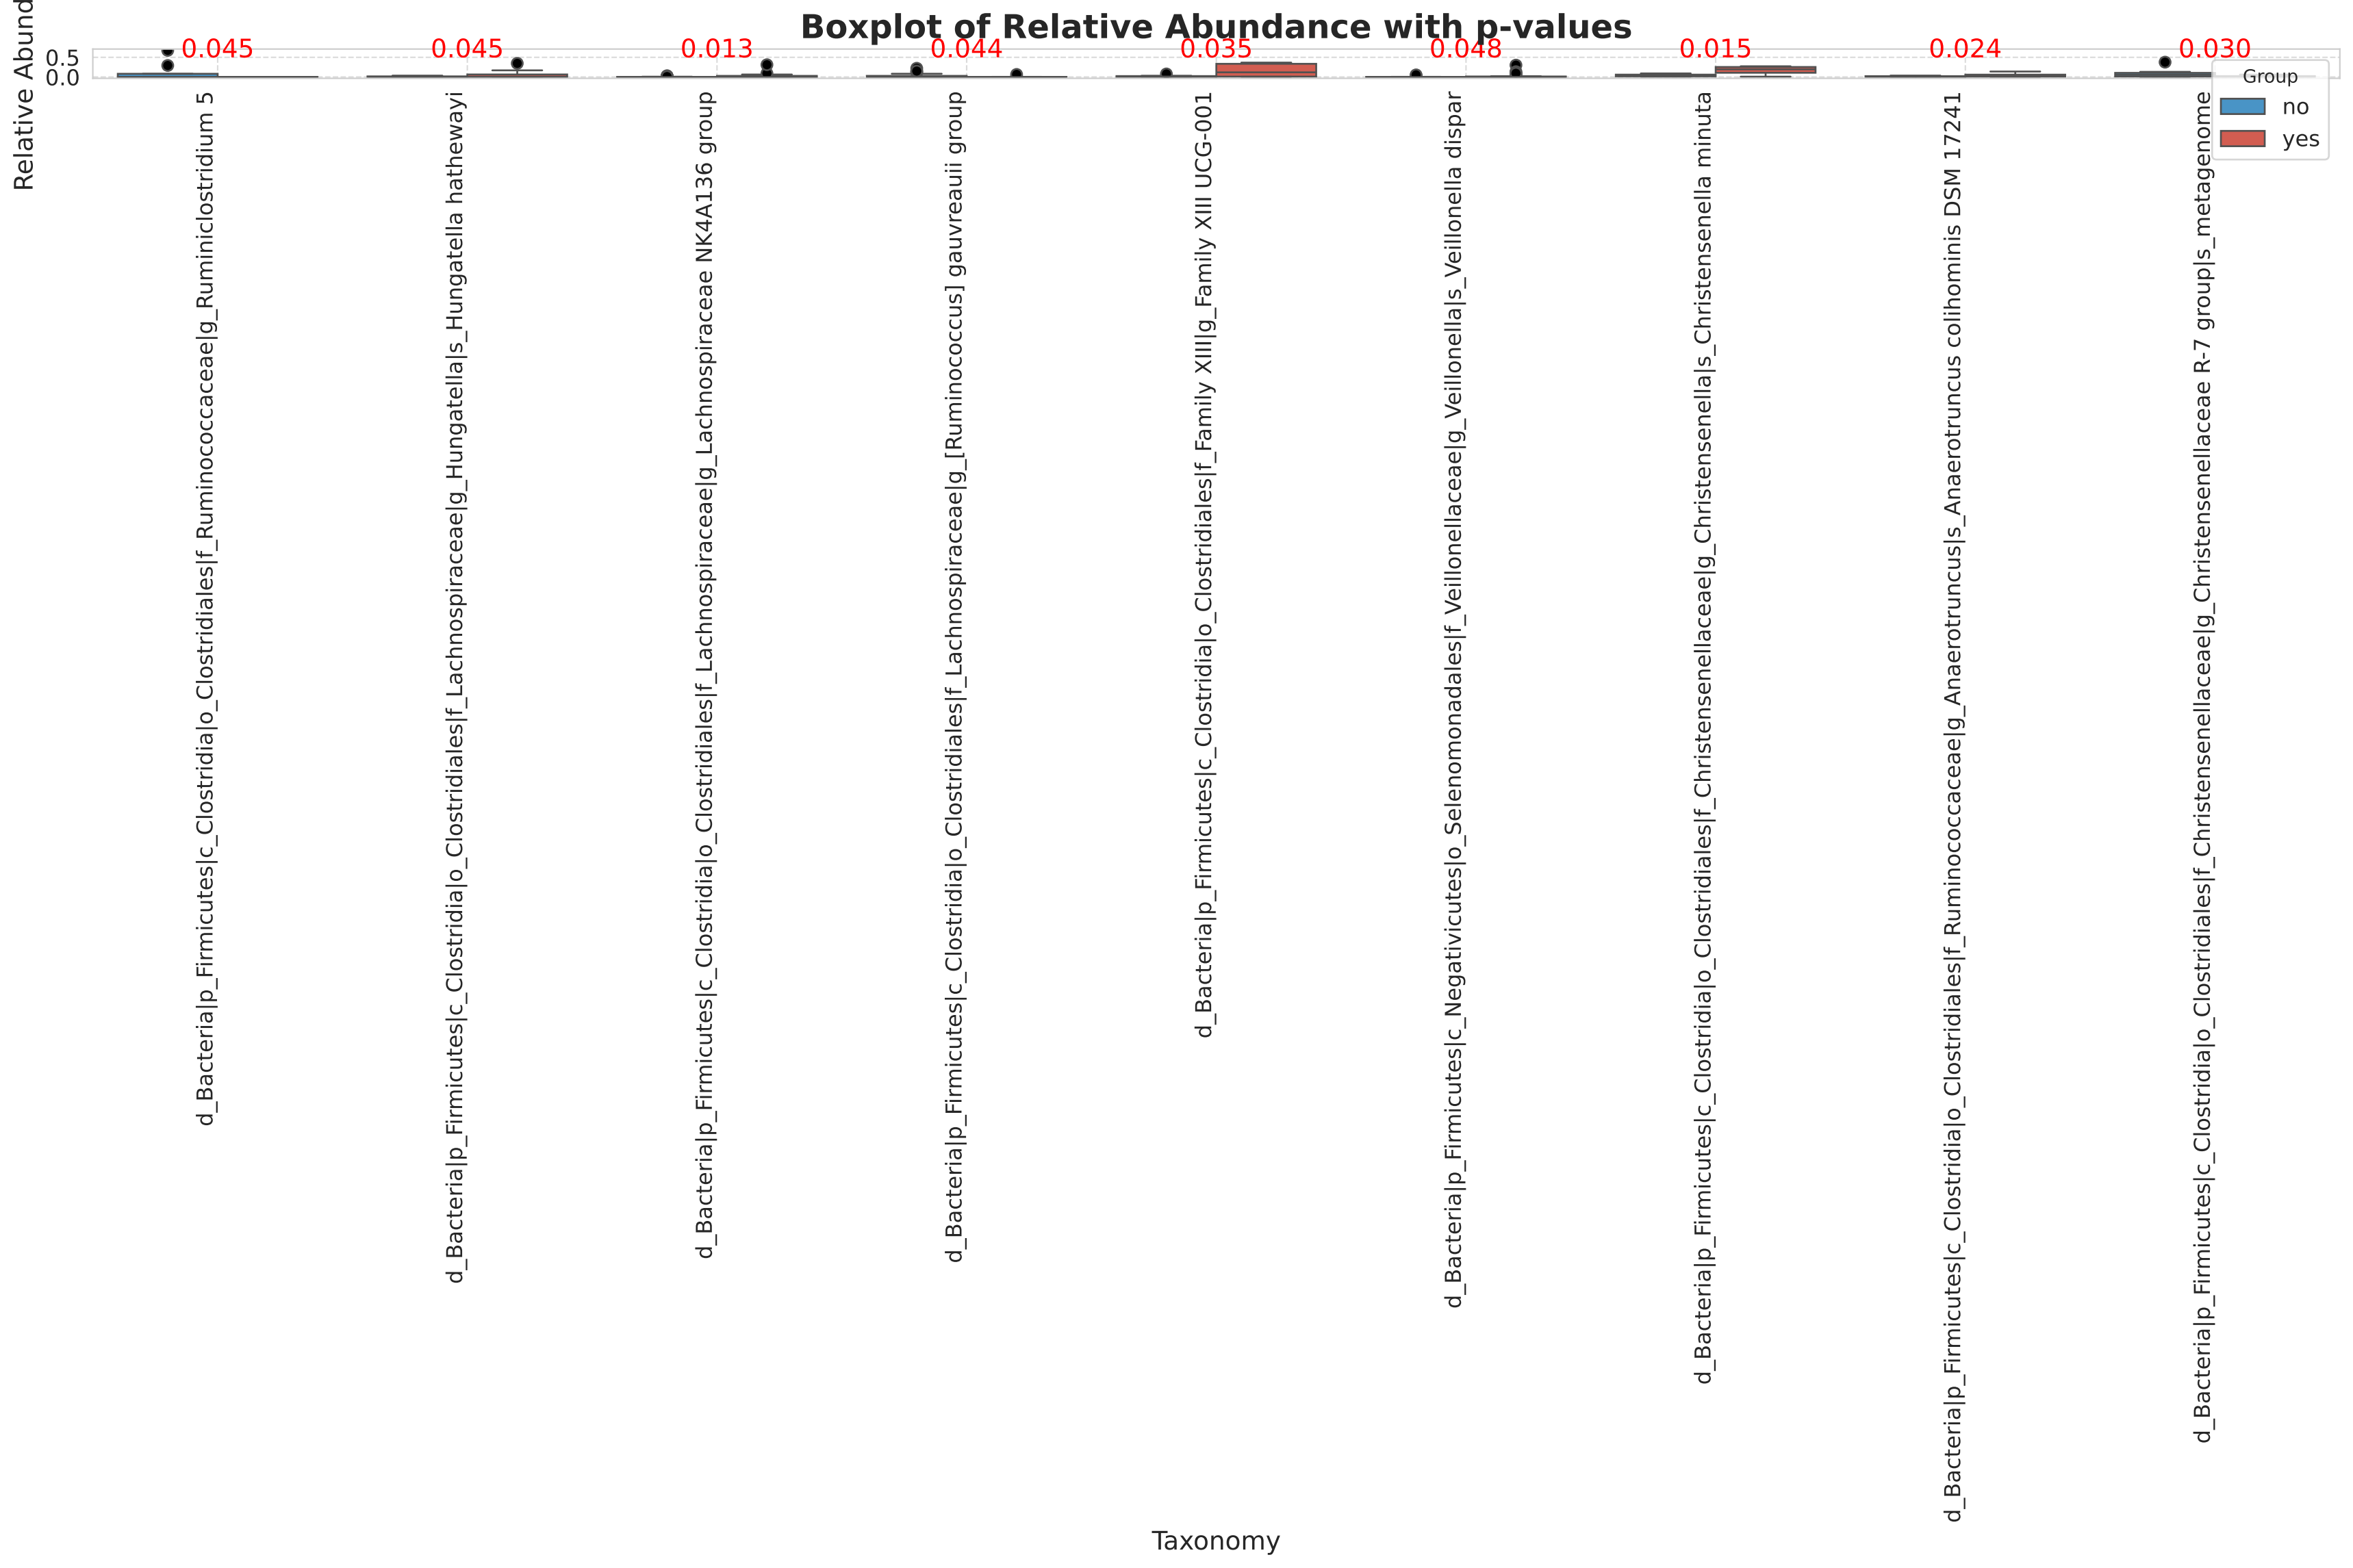 Boxplot of Relative Abundance with p-values
0.045
0.045
0.013
0.044
0.035
0.048
0.015
0.024
0.030
Relative Abund
0.5
0.0
Group
no
yes
d_Bacteria|p_Firmicutes|c_Clostridia|o_Clostridiales|f_Ruminococcaceae|g_Ruminiclostridium 5
d_Bacteria|p_Firmicutes|c_Clostridia|o_Clostridiales|f_Lachnospiraceae|g_Hungatella|s_Hungatella hathewayi
d_Bacteria|p_Firmicutes|c_Clostridia|o_Clostridiales|f_Lachnospiraceae|g_Lachnospiraceae NK4A136 group
d_Bacteria|p_Firmicutes|c_Clostridia|o_Clostridiales|f_Lachnospiraceae|g_[Ruminococcus] gauvreauii group
d_Bacteria|p_Firmicutes|c_Clostridia|o_Clostridiales|f_Family XIII|g_Family XIII UCG-001
d_Bacteria|p_Firmicutes|c_Negativicutes|o_Selenomonadales|f_Veillonellaceae|g_Veillonella|s_Veillonella dispar
d_Bacteria|p_Firmicutes|c_Clostridia|o_Clostridiales|f_Christensenellaceae|g_Christensenella|s_Christensenella minuta
d_Bacteria|p_Firmicutes|c_Clostridia|o_Clostridiales|f_Ruminococcaceae|g_Anaerotruncus|s_Anaerotruncus colihominis DSM 17241
d_Bacteria|p_Firmicutes|c_Clostridia|o_Clostridiales|f_Christensenellaceae|g_Christensenellaceae R-7 group|s_metagenome
Taxonomy